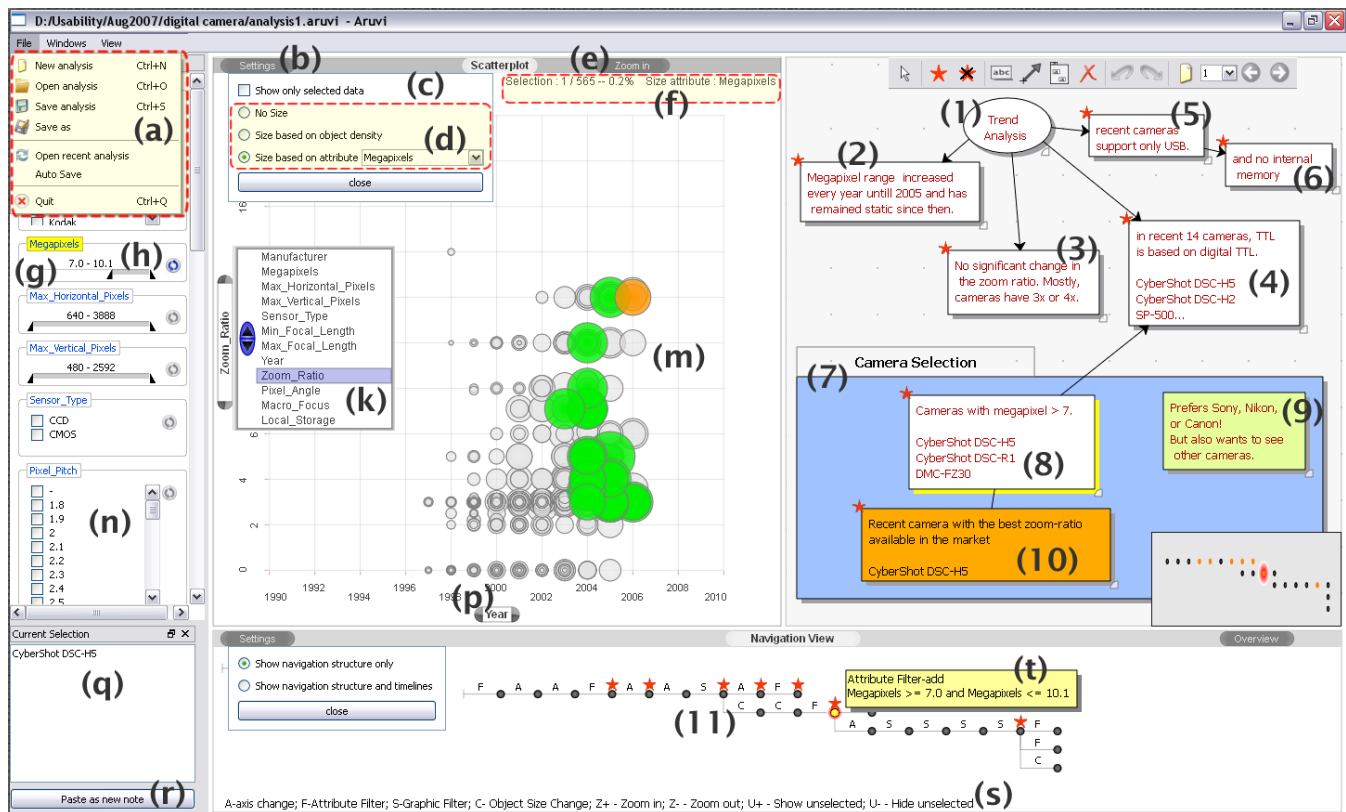 D:/Usability/Aug2007/digital camera/analysis1.aruvi - Aruvi
File Windows View
New analysis Ctrl+N
Open analysis Ctrl+O
Save analysis Ctrl+S
Save as
(a)
Open recent analysis
Auto Save
Quit Ctrl+Q
Kodak
Megapixels
7.0 - 10.1
(g)
(h)
Max_Horizontal_Pixels
640 - 3888
Max_Vertical_Pixels
480 - 2592
Sensor_Type
CCD
CMOS
Pixel_Pitch
-
1.8
1.9
2
2.1
2.2
2.3
2.4
2.5
(n)
Current Selection
CyberShot DSC-H5
(q)
Paste as new note
(r)
Settings
(b)
Scatterplot
(e)
Zoom in
Show only selected data
(c)
No Size
Size based on object density
Size based on attribute Megapixels
(d)
close
Selection : 1 / 565 -- 0.2% Size attribute : Megapixels
(f)
16
Zoom_Ratio
Manufacturer
Megapixels
Max_Horizontal_Pixels
Max_Vertical_Pixels
Sensor_Type
Min_Focal_Length
Max_Focal_Length
Year
Zoom_Ratio
Pixel_Angle
Macro_Focus
Local_Storage
(k)
(m)
6
4
2
0
1990 1992 1994 1996 1998 2000 2002 2004 2006 2008 2010
(p)
Year
abc
1
(1)
Trend
Analysis
(2)
Megapixel range increased
every year untill 2005 and has
remained static since then.
(3)
No significant change in
the zoom ratio. Mostly,
cameras have 3x or 4x.
in recent 14 cameras, TTL
is based on digital TTL.
CyberShot DSC-H5
CyberShot DSC-H2
SP-500...
(4)
(5)
recent cameras
support only USB.
and no internal
memory
(6)
(7)
Camera Selection
Cameras with megapixel > 7.
CyberShot DSC-H5
CyberShot DSC-R1
DMC-FZ30
(8)
Prefers Sony, Nikon,
or Canon!
But also wants to see
other cameras.
(9)
Recent camera with the best zoom-ratio
available in the market
CyberShot DSC-H5
(10)
Settings
Navigation View
Overview
Show navigation structure only
Show navigation structure and timelines
close
F A A F A A S A F
C C F
A S S S S F
F
C
(11)
Attribute Filter-add
Megapixels >= 7.0 and Megapixels <= 10.1
(t)
A-axis change; F-Attribute Filter; S-Graphic Filter; C- Object Size Change; Z+ - Zoom in; Z- - Zoom out; U+ - Show unselected; U- - Hide unselected
(s)